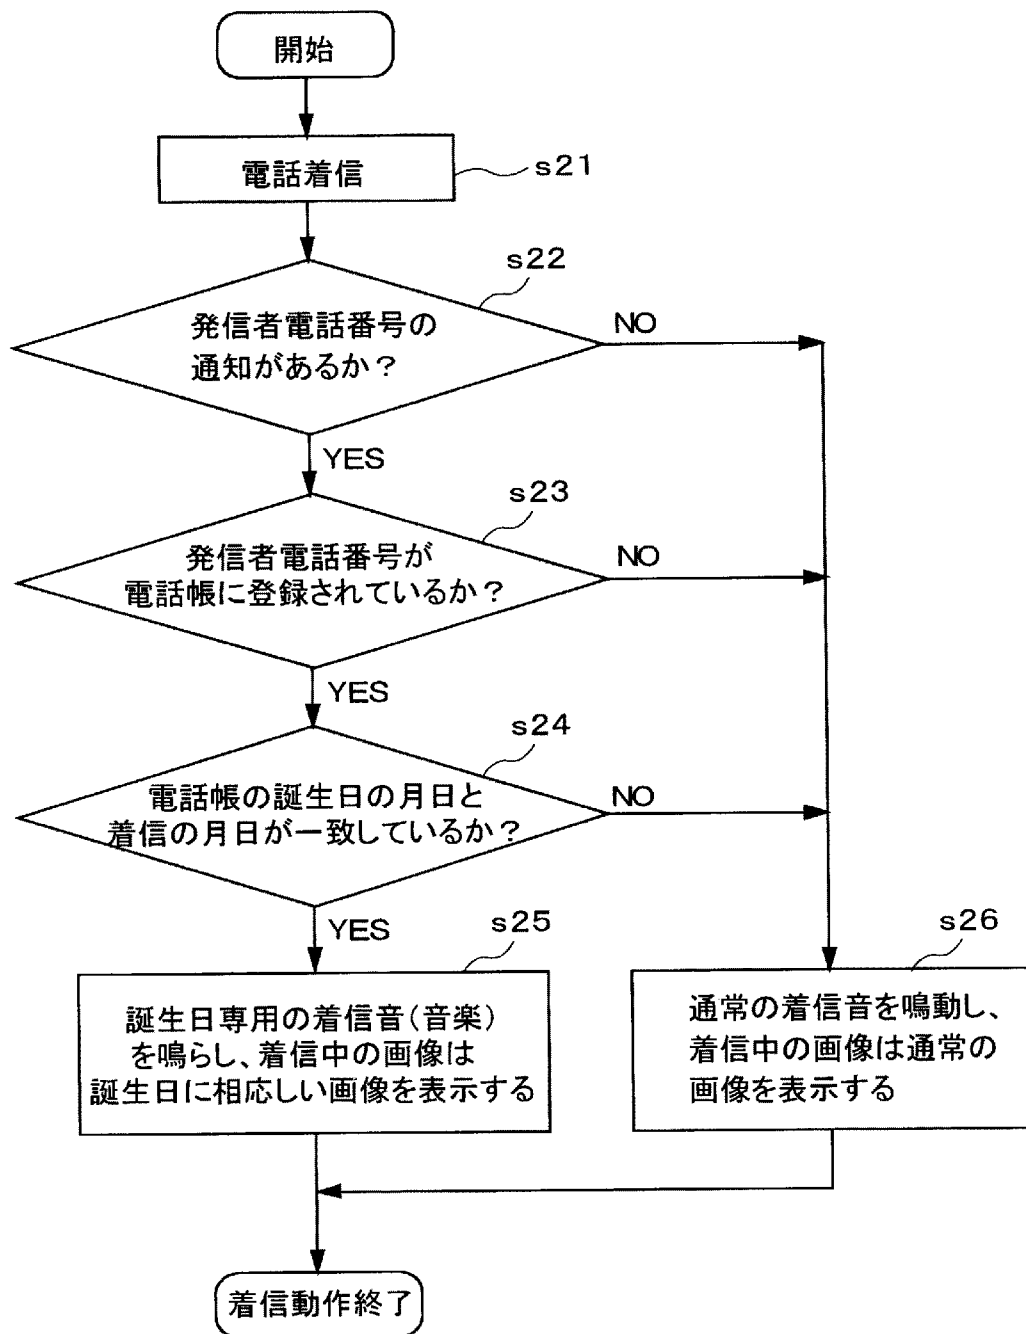 開始
電話着信
s21
s22
発信者電話番号の
通知があるか？
NO
YES
s23
発信者電話番号が
電話帳に登録されているか？
NO
YES
s24
電話帳の誕生日の月日と
着信の月日が一致しているか？
NO
YES
s25
誕生日専用の着信音（音楽）
を鳴らし、着信中の画像は
誕生日に相応しい画像を表示する
s26
通常の着信音を鳴動し、
着信中の画像は通常の
画像を表示する
着信動作終了